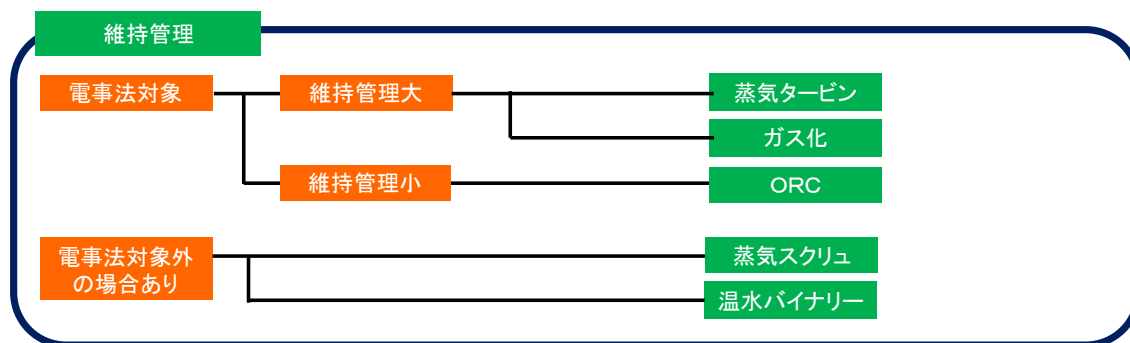 維持管理
電事法対象
維持管理大
蒸気タービン
ガス化
維持管理小
ORC
電事法対象外
の場合あり
蒸気スクリュ
温水バイナリー